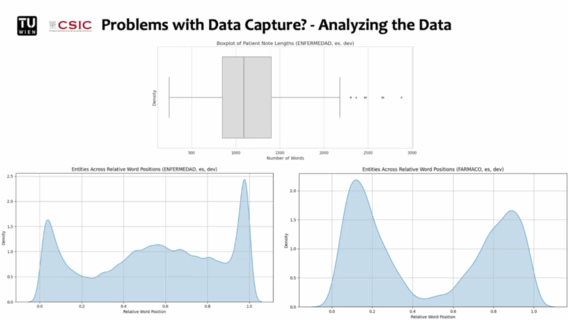 TU
WIEN
CSIC
Problems with Data Capture? - Analyzing the Data
Boxplot of Patient Note Lengths (ENFERMEDAD, es, dev)
Density
500 1000 1500 2000 2500 3000
Number of Words
Entities Across Relative Word Positions (ENFERMEDAD, es, dev)
2.5
2.0
1.5
1.0
0.5
0.0
Density
0.0 0.2 0.4 0.6 0.8 1.0
Relative Word Position
Entities Across Relative Word Positions (FARMACO, es, dev)
2.0
1.5
1.0
0.5
0.0
Density
0.0 0.2 0.4 0.6 0.8 1.0
Relative Word Position